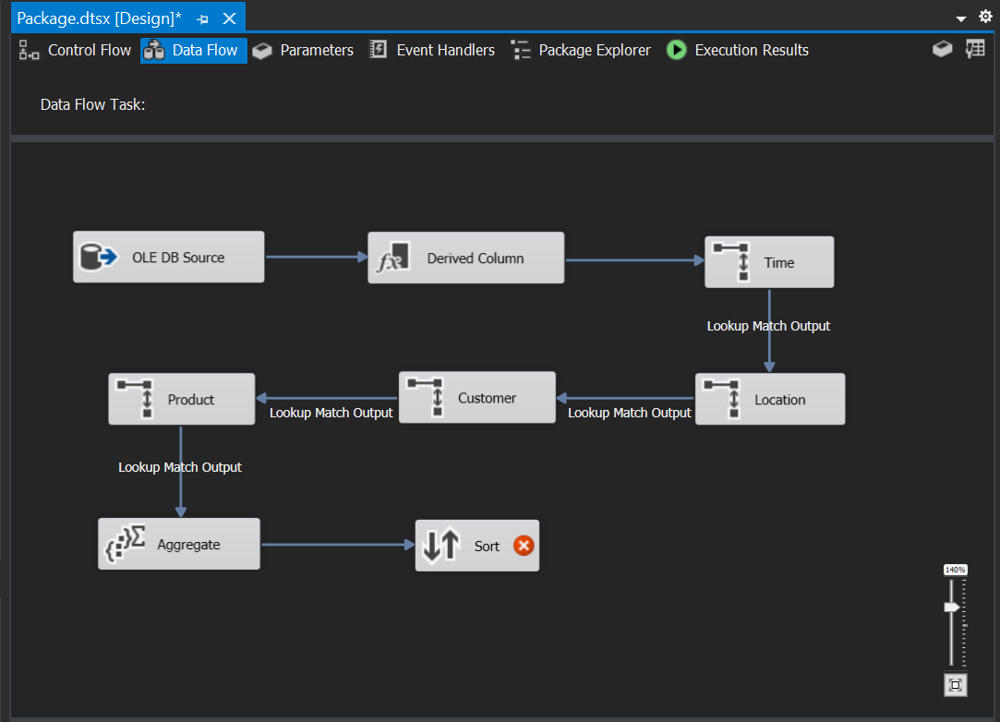 Package.dtsx [Design]*
Control Flow
Data Flow
Parameters
Event Handlers
Package Explorer
Execution Results
Data Flow Task:
OLE DB Source
Derived Column
Time
Lookup Match Output
Product
Customer
Location
Lookup Match Output
Lookup Match Output
Lookup Match Output
Aggregate
Sort
140%